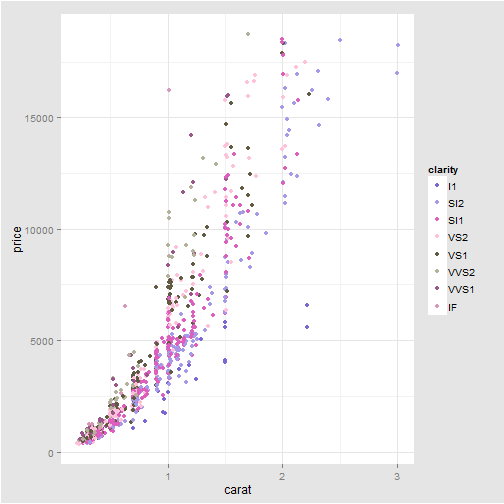 15000
10000
5000
0
price
1
2
3
carat
clarity
I1
SI2
SI1
VS2
VS1
VVS2
VVS1
IF